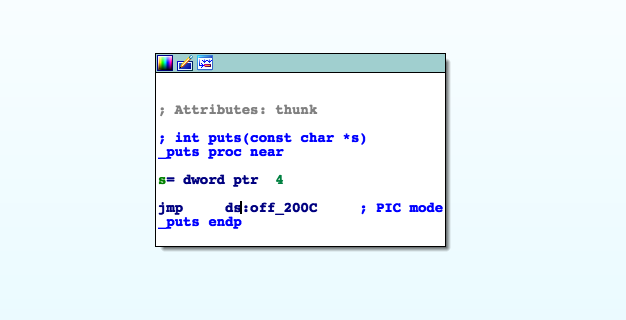 ; Attributes: thunk
; int puts(const char *s)
_puts proc near
s= dword ptr  4
jmp     ds:off_200C     ; PIC mode
_puts endp